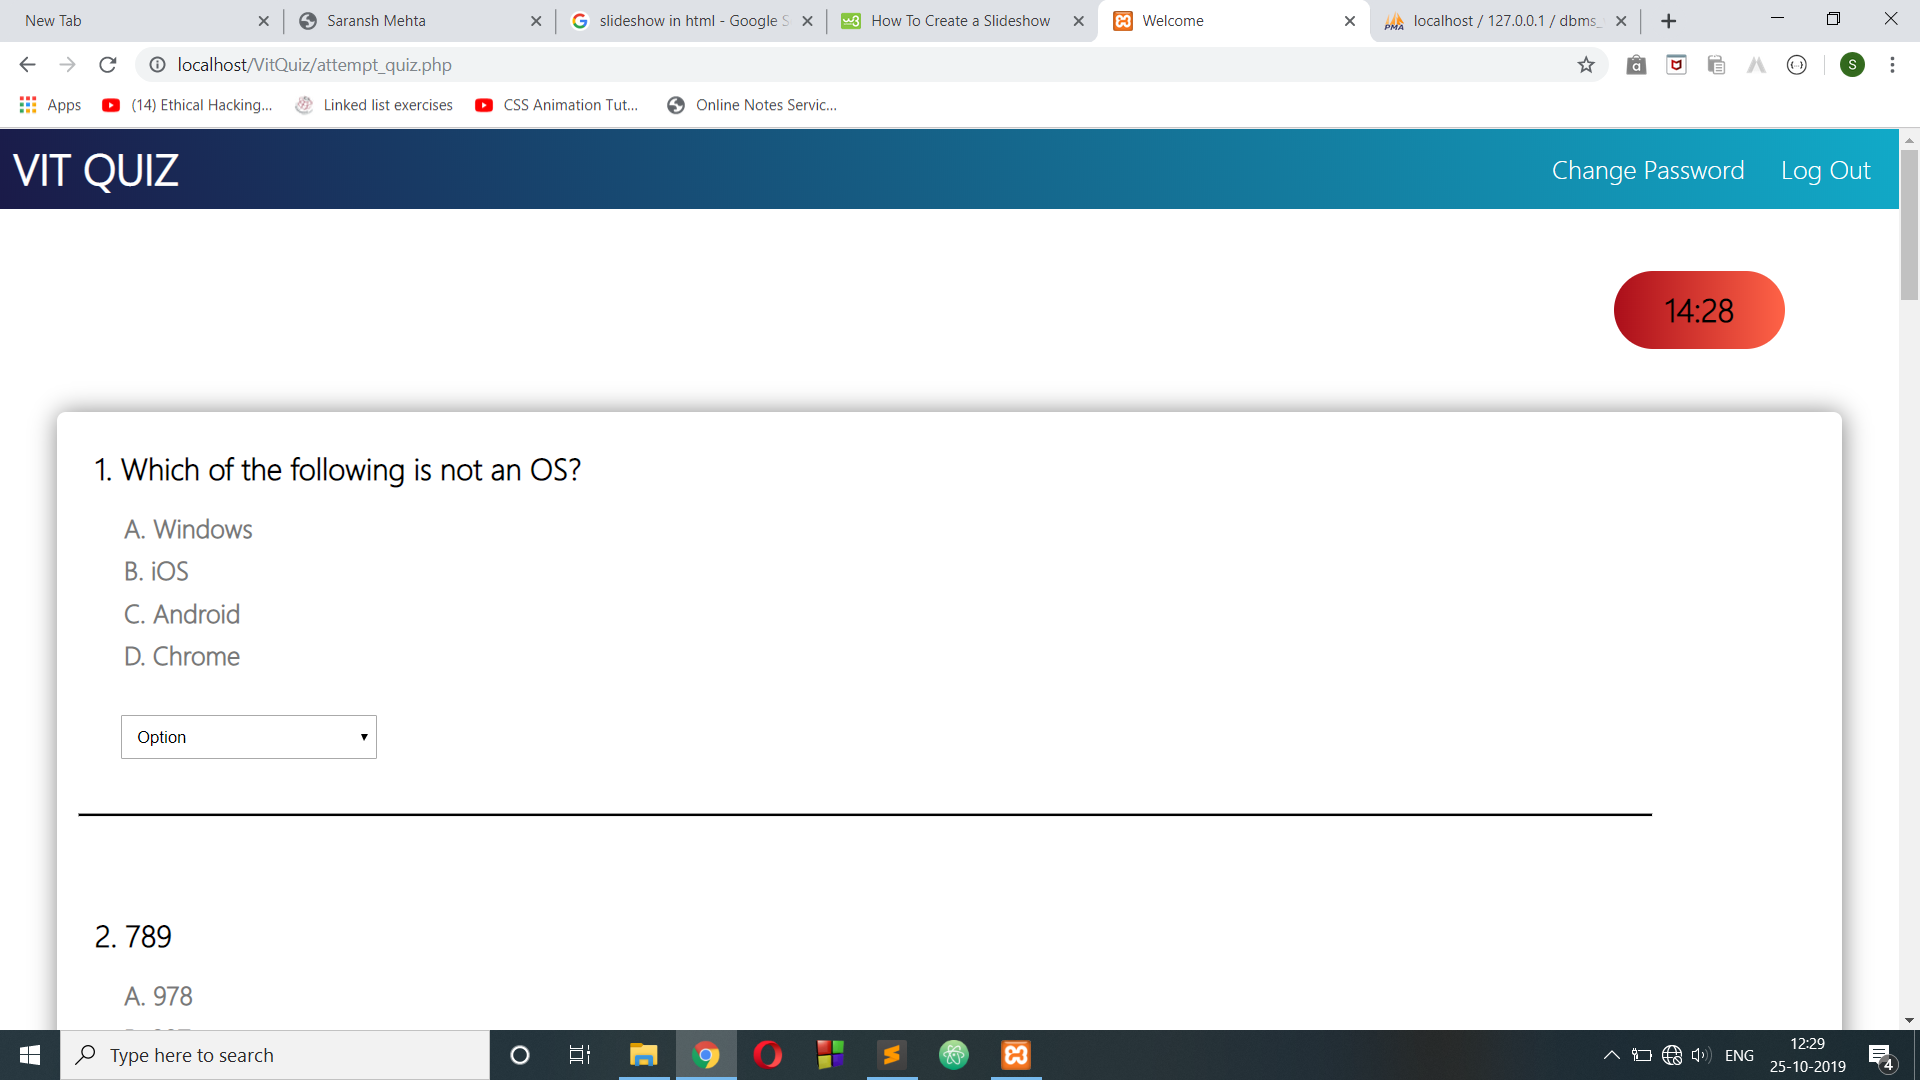 New Tab
Saransh Mehta
slideshow in html - Google S
How To Create a Slideshow
Welcome
localhost / 127.0.0.1 / dbms_
localhost/VitQuiz/attempt_quiz.php
S
Apps
(14) Ethical Hacking...
Linked list exercises
CSS Animation Tut...
Online Notes Servic...
VIT QUIZ
Change Password
Log Out
14:28
1. Which of the following is not an OS?
A. Windows
B. iOS
C. Android
D. Chrome
Option
2. 789
A. 978
Type here to search
ENG
12:29
25-10-2019
4